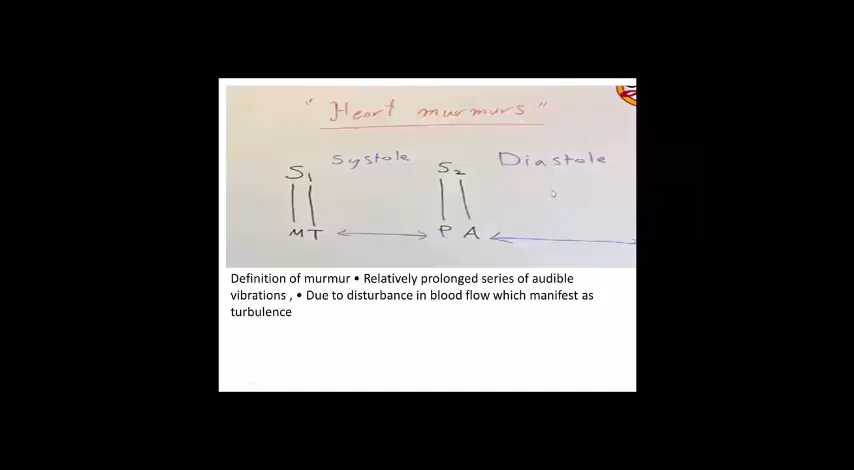 "Heart murmurs"
Systole Diastole
S1 S2
MT P A
Definition of murmur • Relatively prolonged series of audible
vibrations , • Due to disturbance in blood flow which manifest as
turbulence